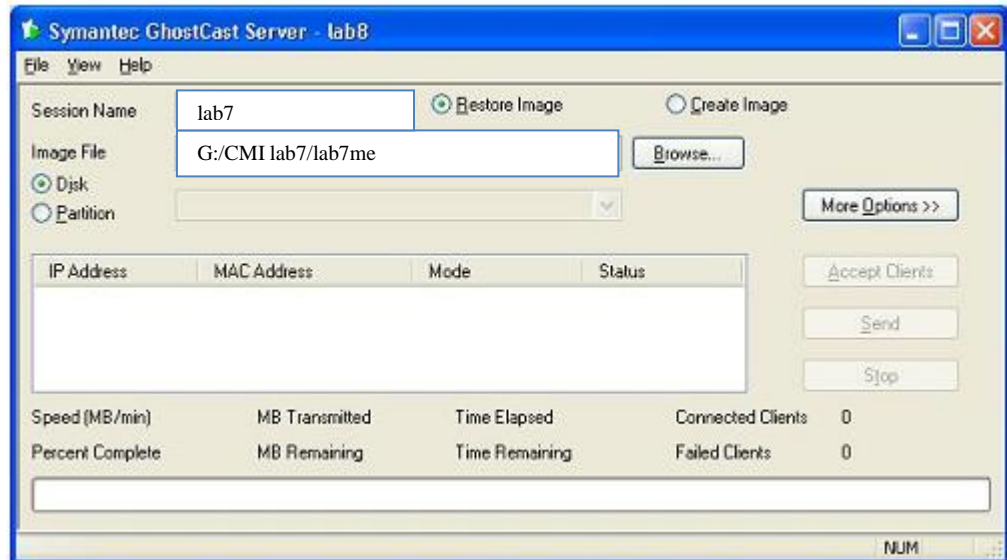 Symantec GhostCast Server - lab8
File View Help
Session Name lab7 Restore Image Create Image
Image File G:/CMI lab7/lab7me Browse...
Disk
Partition More Options >>
IP Address MAC Address Mode Status Accept Clients
Send
Stop
Speed (MB/min) MB Transmitted Time Elapsed Connected Clients 0
Percent Complete MB Remaining Time Remaining Failed Clients 0
NUM